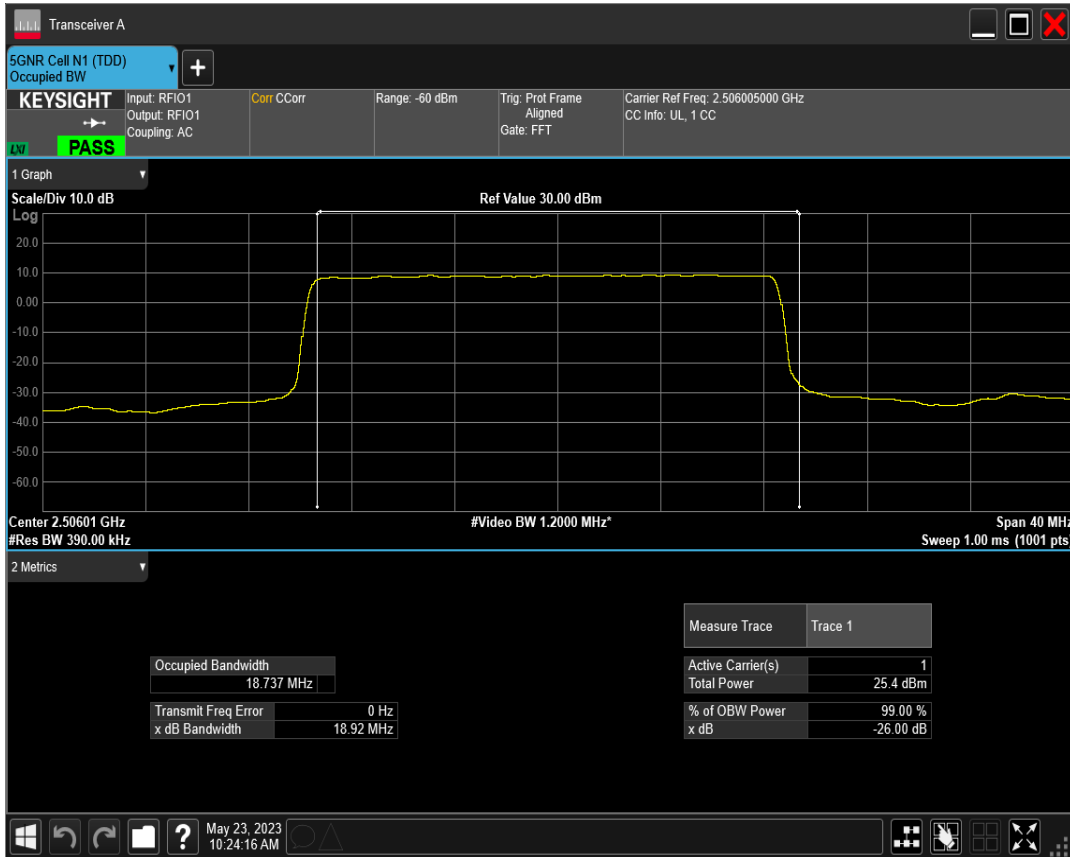 Transceiver A
5GNR Cell N1 (TDD)
Occupied BW
+
KEYSIGHT
LXI
PASS
Input: RFIO1
Output: RFIO1
Coupling: AC
Corr CCorr
Range: -60 dBm
Trig: Prot Frame
Aligned
Gate: FFT
Carrier Ref Freq: 2.506005000 GHz
CC Info: UL, 1 CC
1 Graph
Scale/Div 10.0 dB
Ref Value 30.00 dBm
Log
20.0
10.0
0.00
-10.0
-20.0
-30.0
-40.0
-50.0
-60.0
Center 2.50601 GHz
#Video BW 1.2000 MHz*
Span 40 MHz
#Res BW 390.00 kHz
Sweep 1.00 ms (1001 pts)
2 Metrics
Measure Trace Trace 1
Occupied Bandwidth
18.737 MHz
Active Carrier(s) 1
Total Power 25.4 dBm
Transmit Freq Error 0 Hz
x dB Bandwidth 18.92 MHz
% of OBW Power 99.00 %
x dB -26.00 dB
?
May 23, 2023
10:24:16 AM